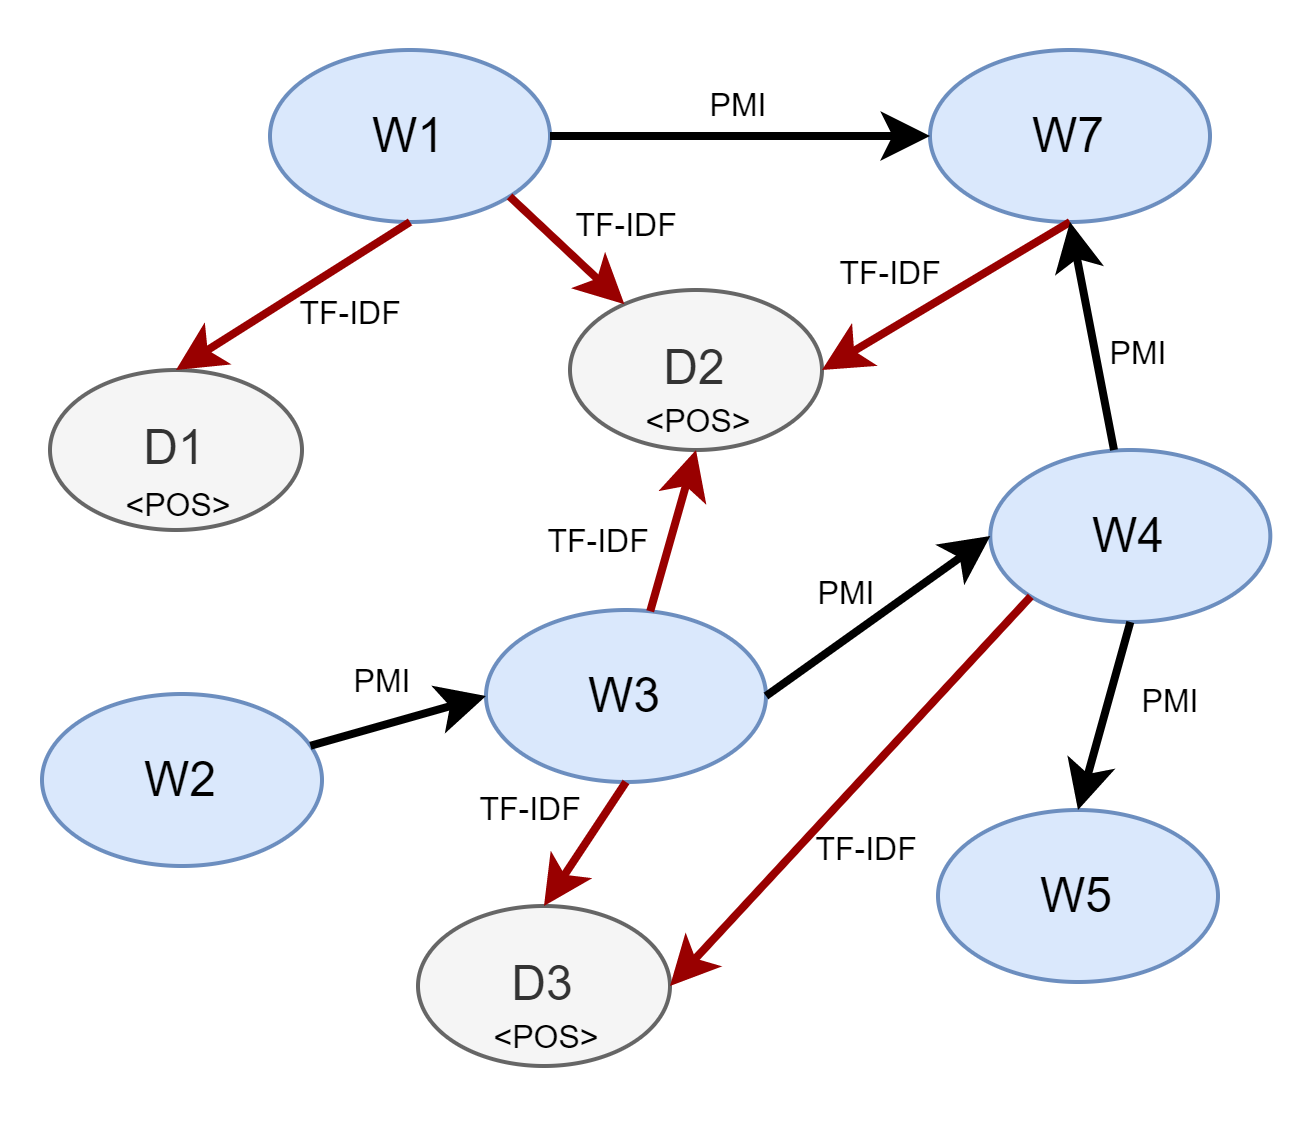 PMI
W1
W7
TF-IDF
TF-IDF
TF-IDF
PMI
D2
<POS>
D1
<POS>
TF-IDF
W4
PMI
PMI
W3
PMI
W2
TF-IDF
TF-IDF
W5
D3
<POS>